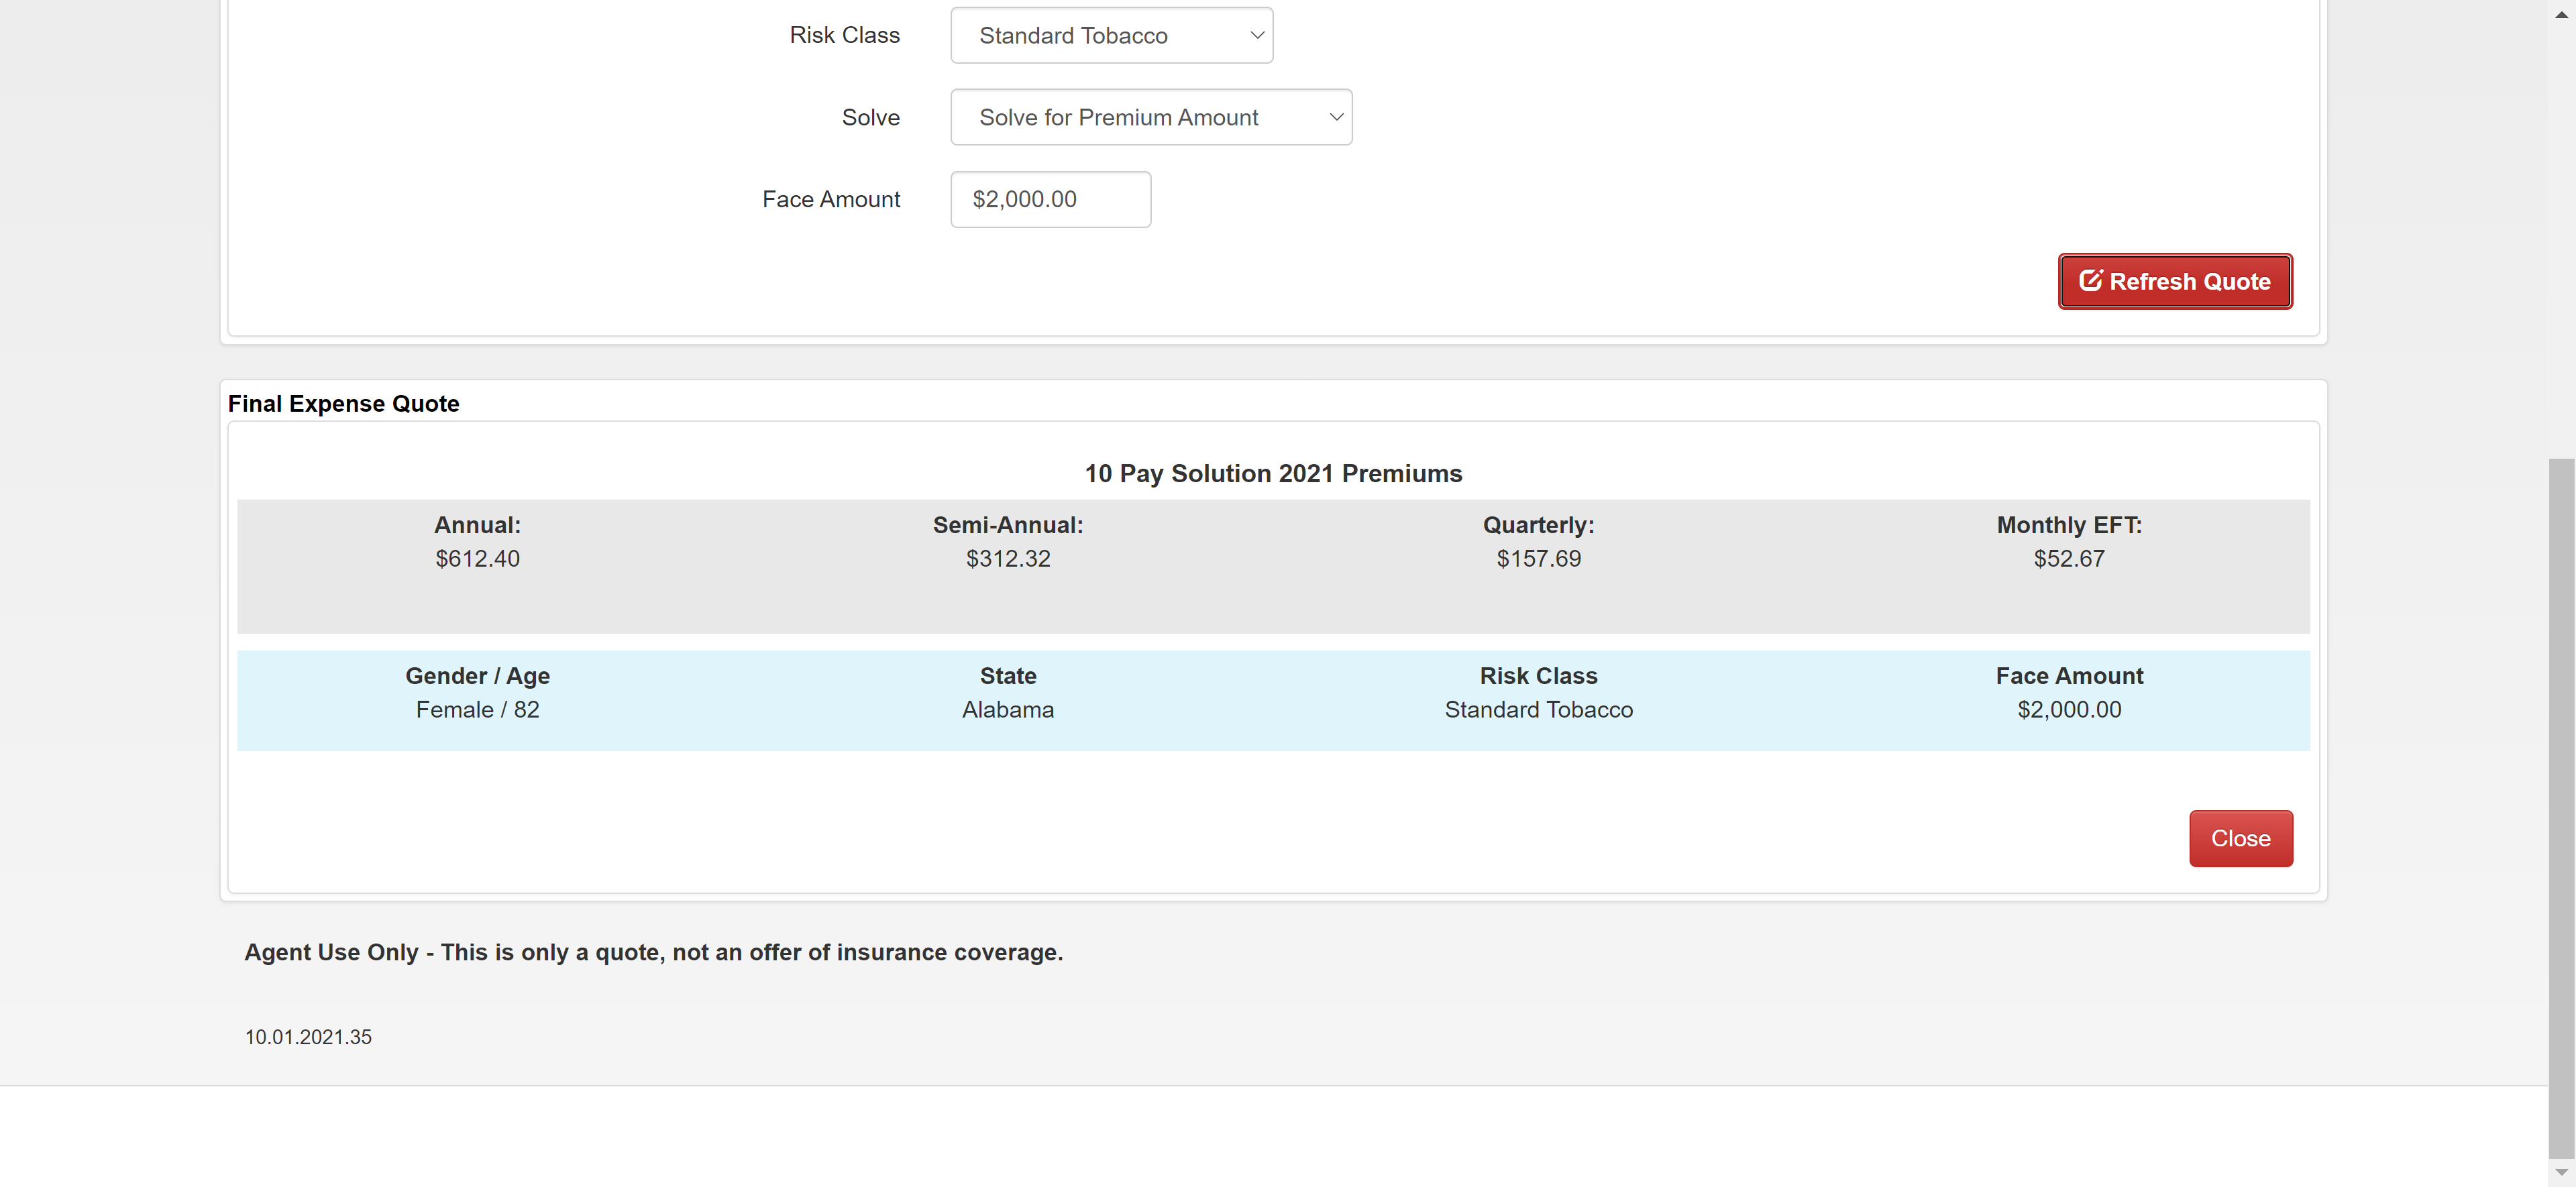 Risk Class
Standard Tobacco
Solve
Solve for Premium Amount
Face Amount
$2,000.00
Refresh Quote
Final Expense Quote
10 Pay Solution 2021 Premiums
Annual: Semi-Annual: Quarterly: Monthly EFT:
$612.40 $312.32 $157.69 $52.67
Gender / Age State Risk Class Face Amount
Female / 82 Alabama Standard Tobacco $2,000.00
Close
Agent Use Only - This is only a quote, not an offer of insurance coverage.
10.01.2021.35